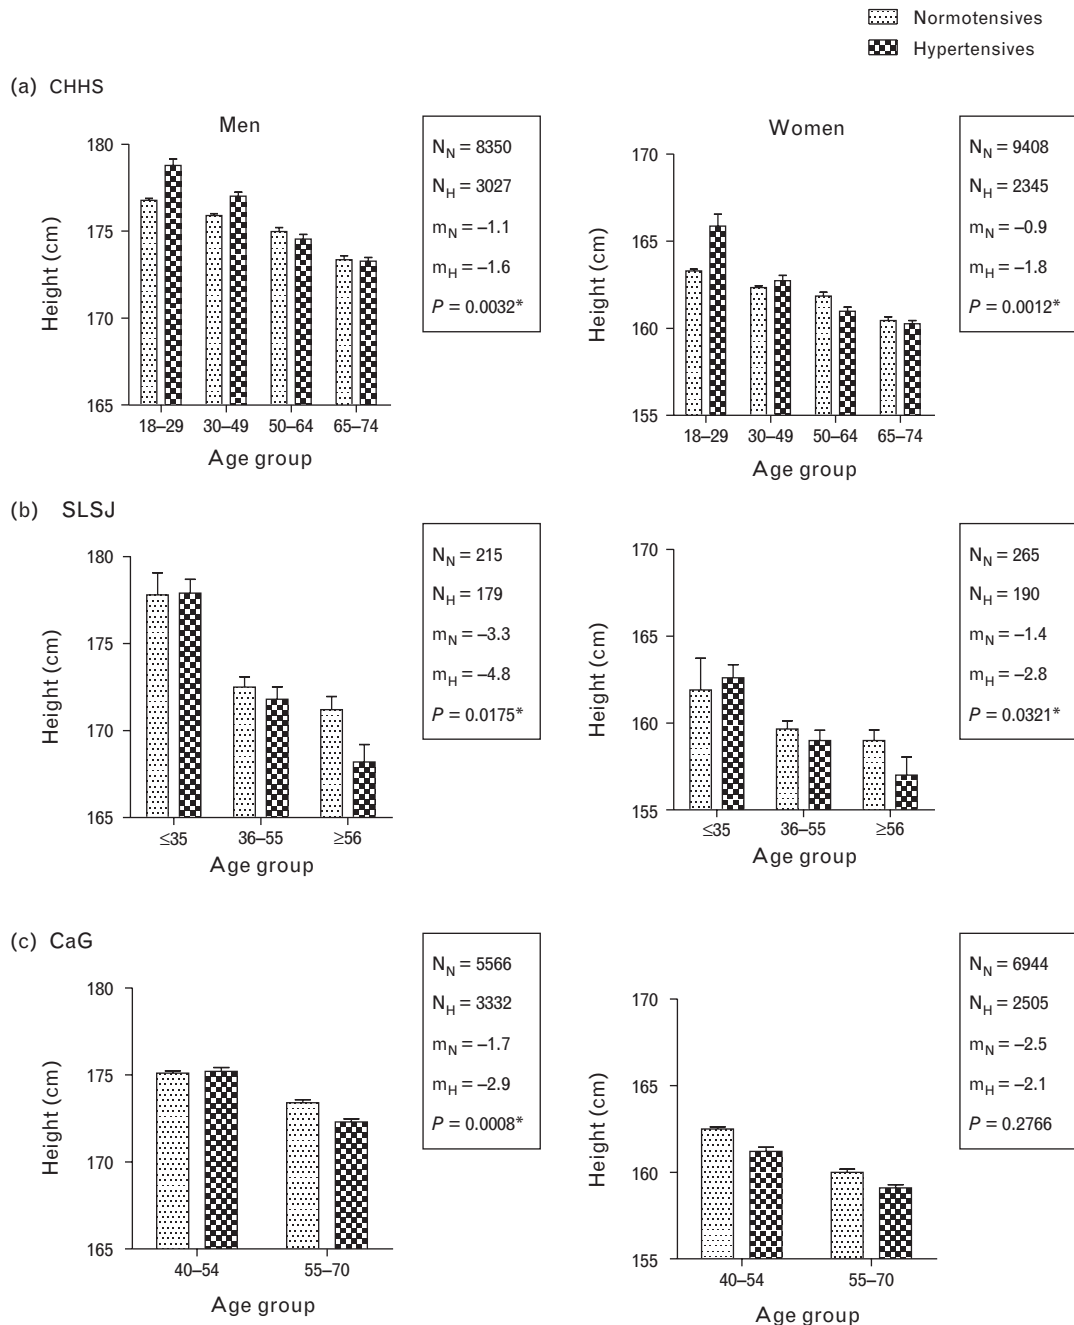 Normotensives
Hypertensives
(a) CHHS
Men
Height (cm)
180
175
170
165
18–29 30–49 50–64 65–74
Age group
N_N = 8350
N_H = 3027
m_N = –1.1
m_H = –1.6
P = 0.0032*
Women
Height (cm)
170
165
160
155
18–29 30–49 50–64 65–74
Age group
N_N = 9408
N_H = 2345
m_N = –0.9
m_H = –1.8
P = 0.0012*
(b) SLSJ
Height (cm)
180
175
170
165
≤35 36–55 ≥56
Age group
N_N = 215
N_H = 179
m_N = –3.3
m_H = –4.8
P = 0.0175*
Height (cm)
170
165
160
155
≤35 36–55 ≥56
Age group
N_N = 265
N_H = 190
m_N = –1.4
m_H = –2.8
P = 0.0321*
(c) CaG
Height (cm)
180
175
170
165
40–54 55–70
Age group
N_N = 5566
N_H = 3332
m_N = –1.7
m_H = –2.9
P = 0.0008*
Height (cm)
170
165
160
155
40–54 55–70
Age group
N_N = 6944
N_H = 2505
m_N = –2.5
m_H = –2.1
P = 0.2766